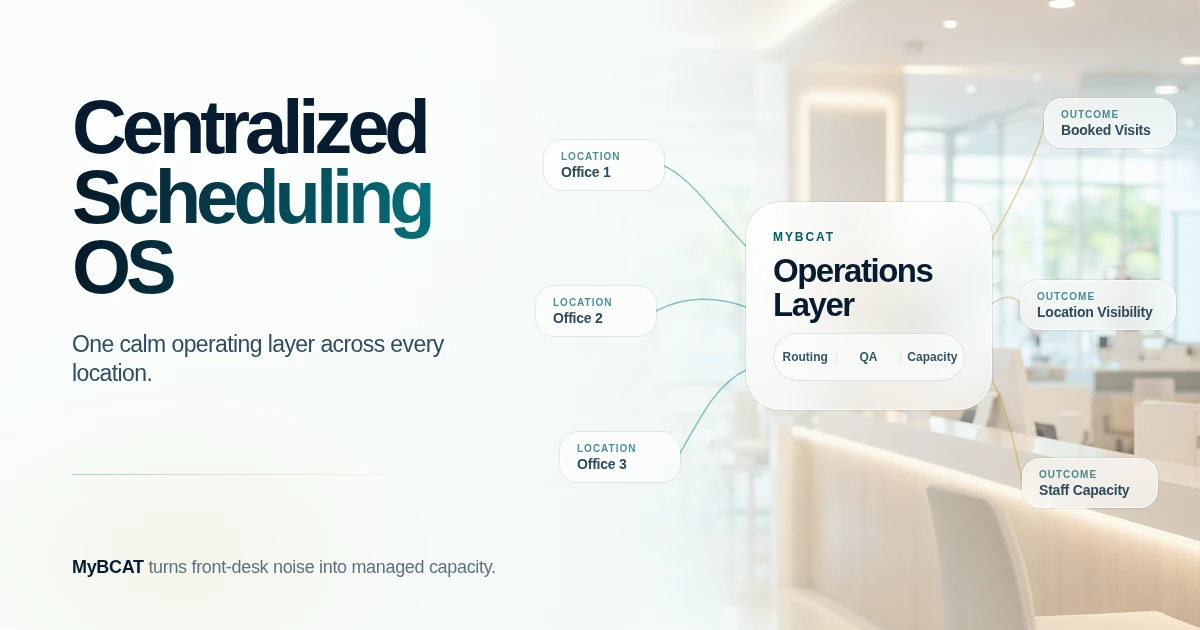 Centralized
Scheduling
OS
One calm operating layer across every
location.
MyBCAT turns front-desk noise into managed capacity.
LOCATION
Office 1
LOCATION
Office 2
LOCATION
Office 3
MYBCAT
Operations
Layer
Routing QA Capacity
OUTCOME
Booked Visits
OUTCOME
Location Visibility
OUTCOME
Staff Capacity